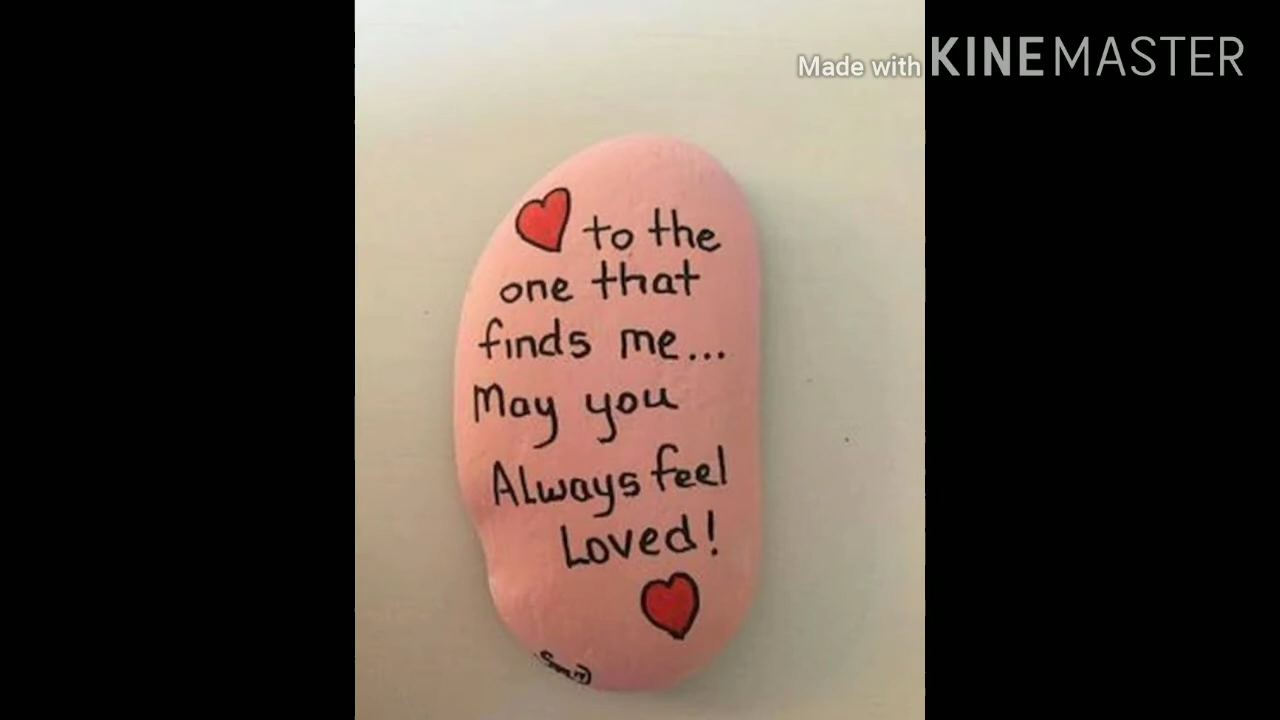 Made with KINEMASTER
to the
one that
finds me...
May you
Always feel
Loved!